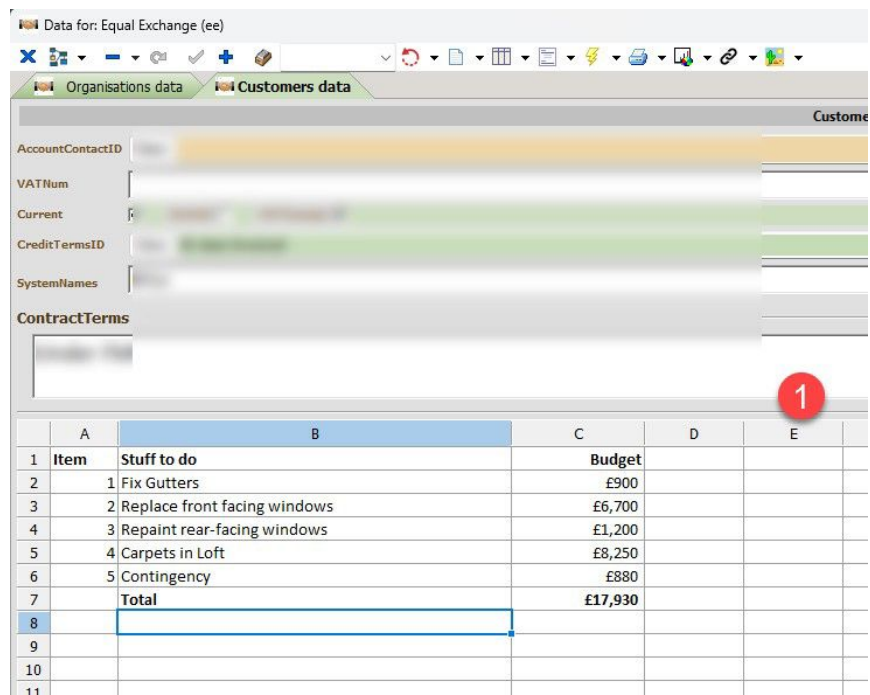 Data for: Equal Exchange (ee)
Organisations data Customers data
Custome
AccountContactID
VATNum
Current
CreditTermsID
SystemNames
ContractTerms
1
A B C D E
1 Item Stuff to do Budget
2 1 Fix Gutters £900
3 2 Replace front facing windows £6,700
4 3 Repaint rear-facing windows £1,200
5 4 Carpets in Loft £8,250
6 5 Contingency £880
7 Total £17,930
8
9
10
11